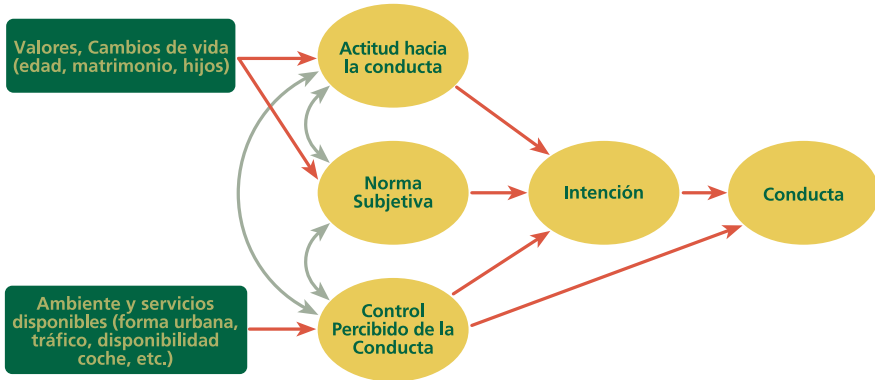 Valores, Cambios de vida
(edad, matrimonio, hijos)
Actitud hacia
la conducta
Norma
Subjetiva
Intención
Conducta
Ambiente y servicios
disponibles (forma urbana,
tráfico, disponibilidad
coche, etc.)
Control
Percibido de la
Conducta